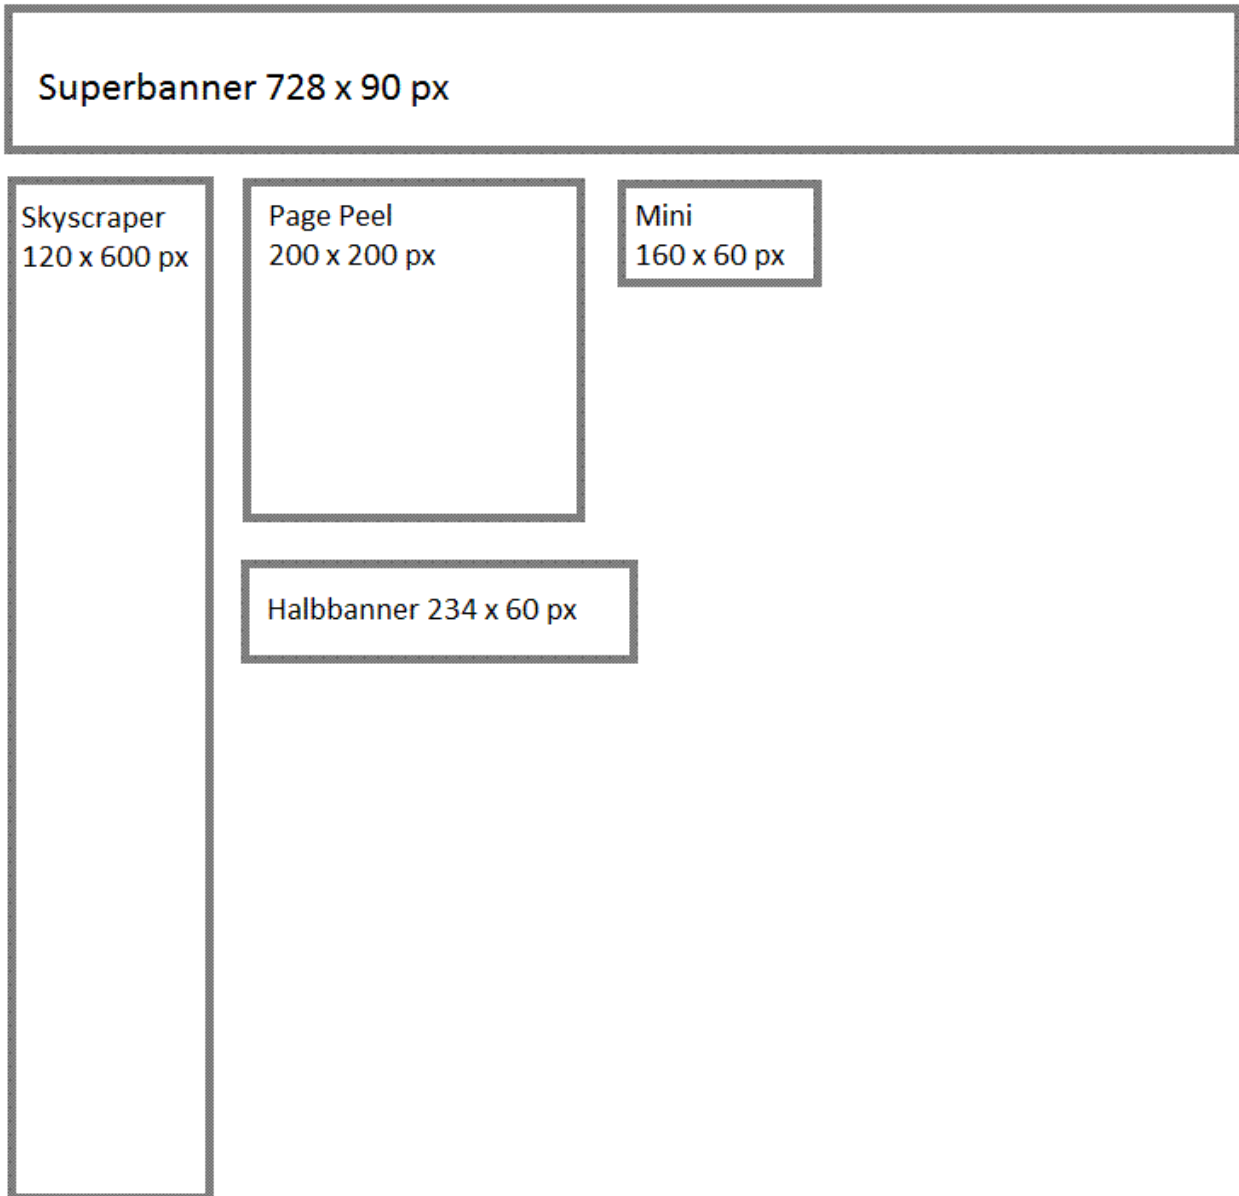 Superbanner 728 x 90 px
Skyscraper
120 x 600 px
Page Peel
200 x 200 px
Mini
160 x 60 px
Halbbanner 234 x 60 px